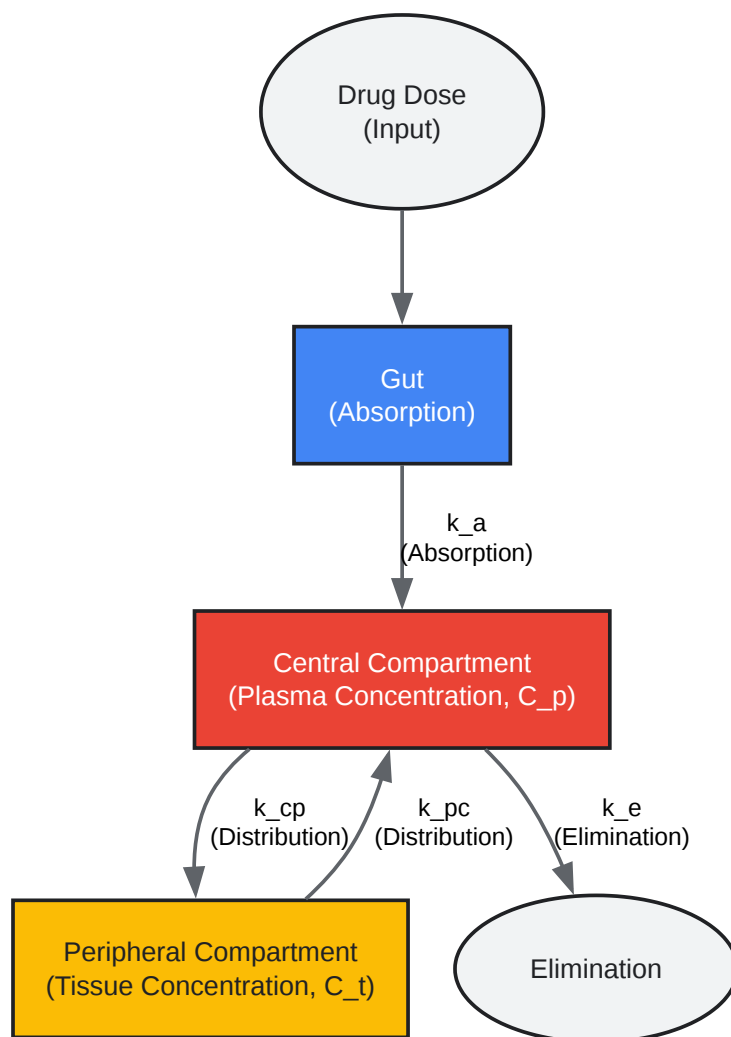 Drug Dose
(Input)
Gut
(Absorption)
k_a
(Absorption)
Central Compartment
(Plasma Concentration, C_p)
k_cp
(Distribution)
k_pc
(Distribution)
k_e
(Elimination)
Peripheral Compartment
(Tissue Concentration, C_t)
Elimination